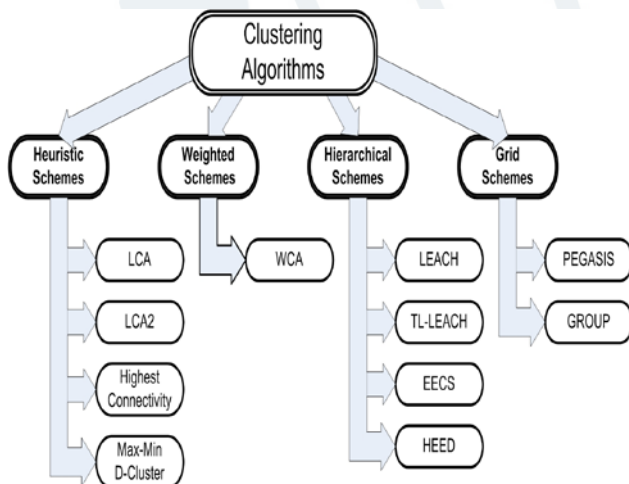 Clustering
Algorithms
Heuristic
Schemes
Weighted
Schemes
Hierarchical
Schemes
Grid
Schemes
LCA
LCA2
Highest
Connectivity
Max-Min
D-Cluster
WCA
LEACH
TL-LEACH
EECS
HEED
PEGASIS
GROUP